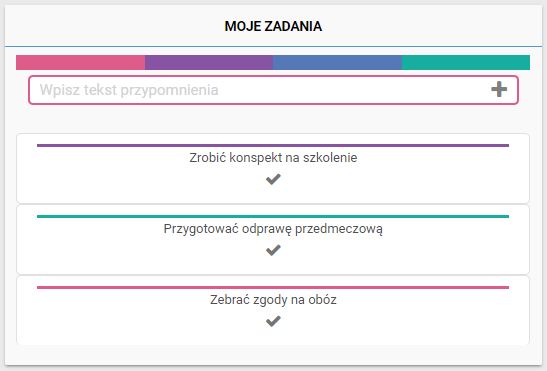 MOJE ZADANIA
Wpisz tekst przypomnienia
Zrobić konspekt na szkolenie
Przygotować odprawę przedmeczową
Zebrać zgody na obóz